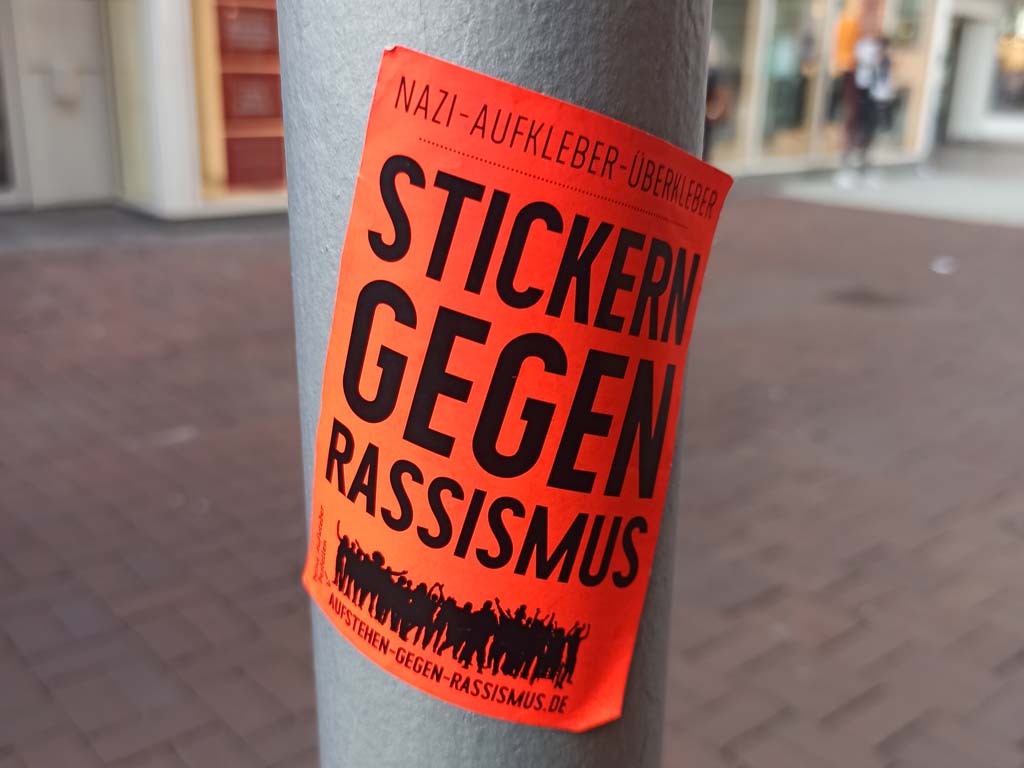 NAZI-AUFKLEBER-ÜBERKLEBER
STICKERN
GEGEN
RASSISMUS
AUFSTEHEN-GEGEN-RASSISMUS.DE